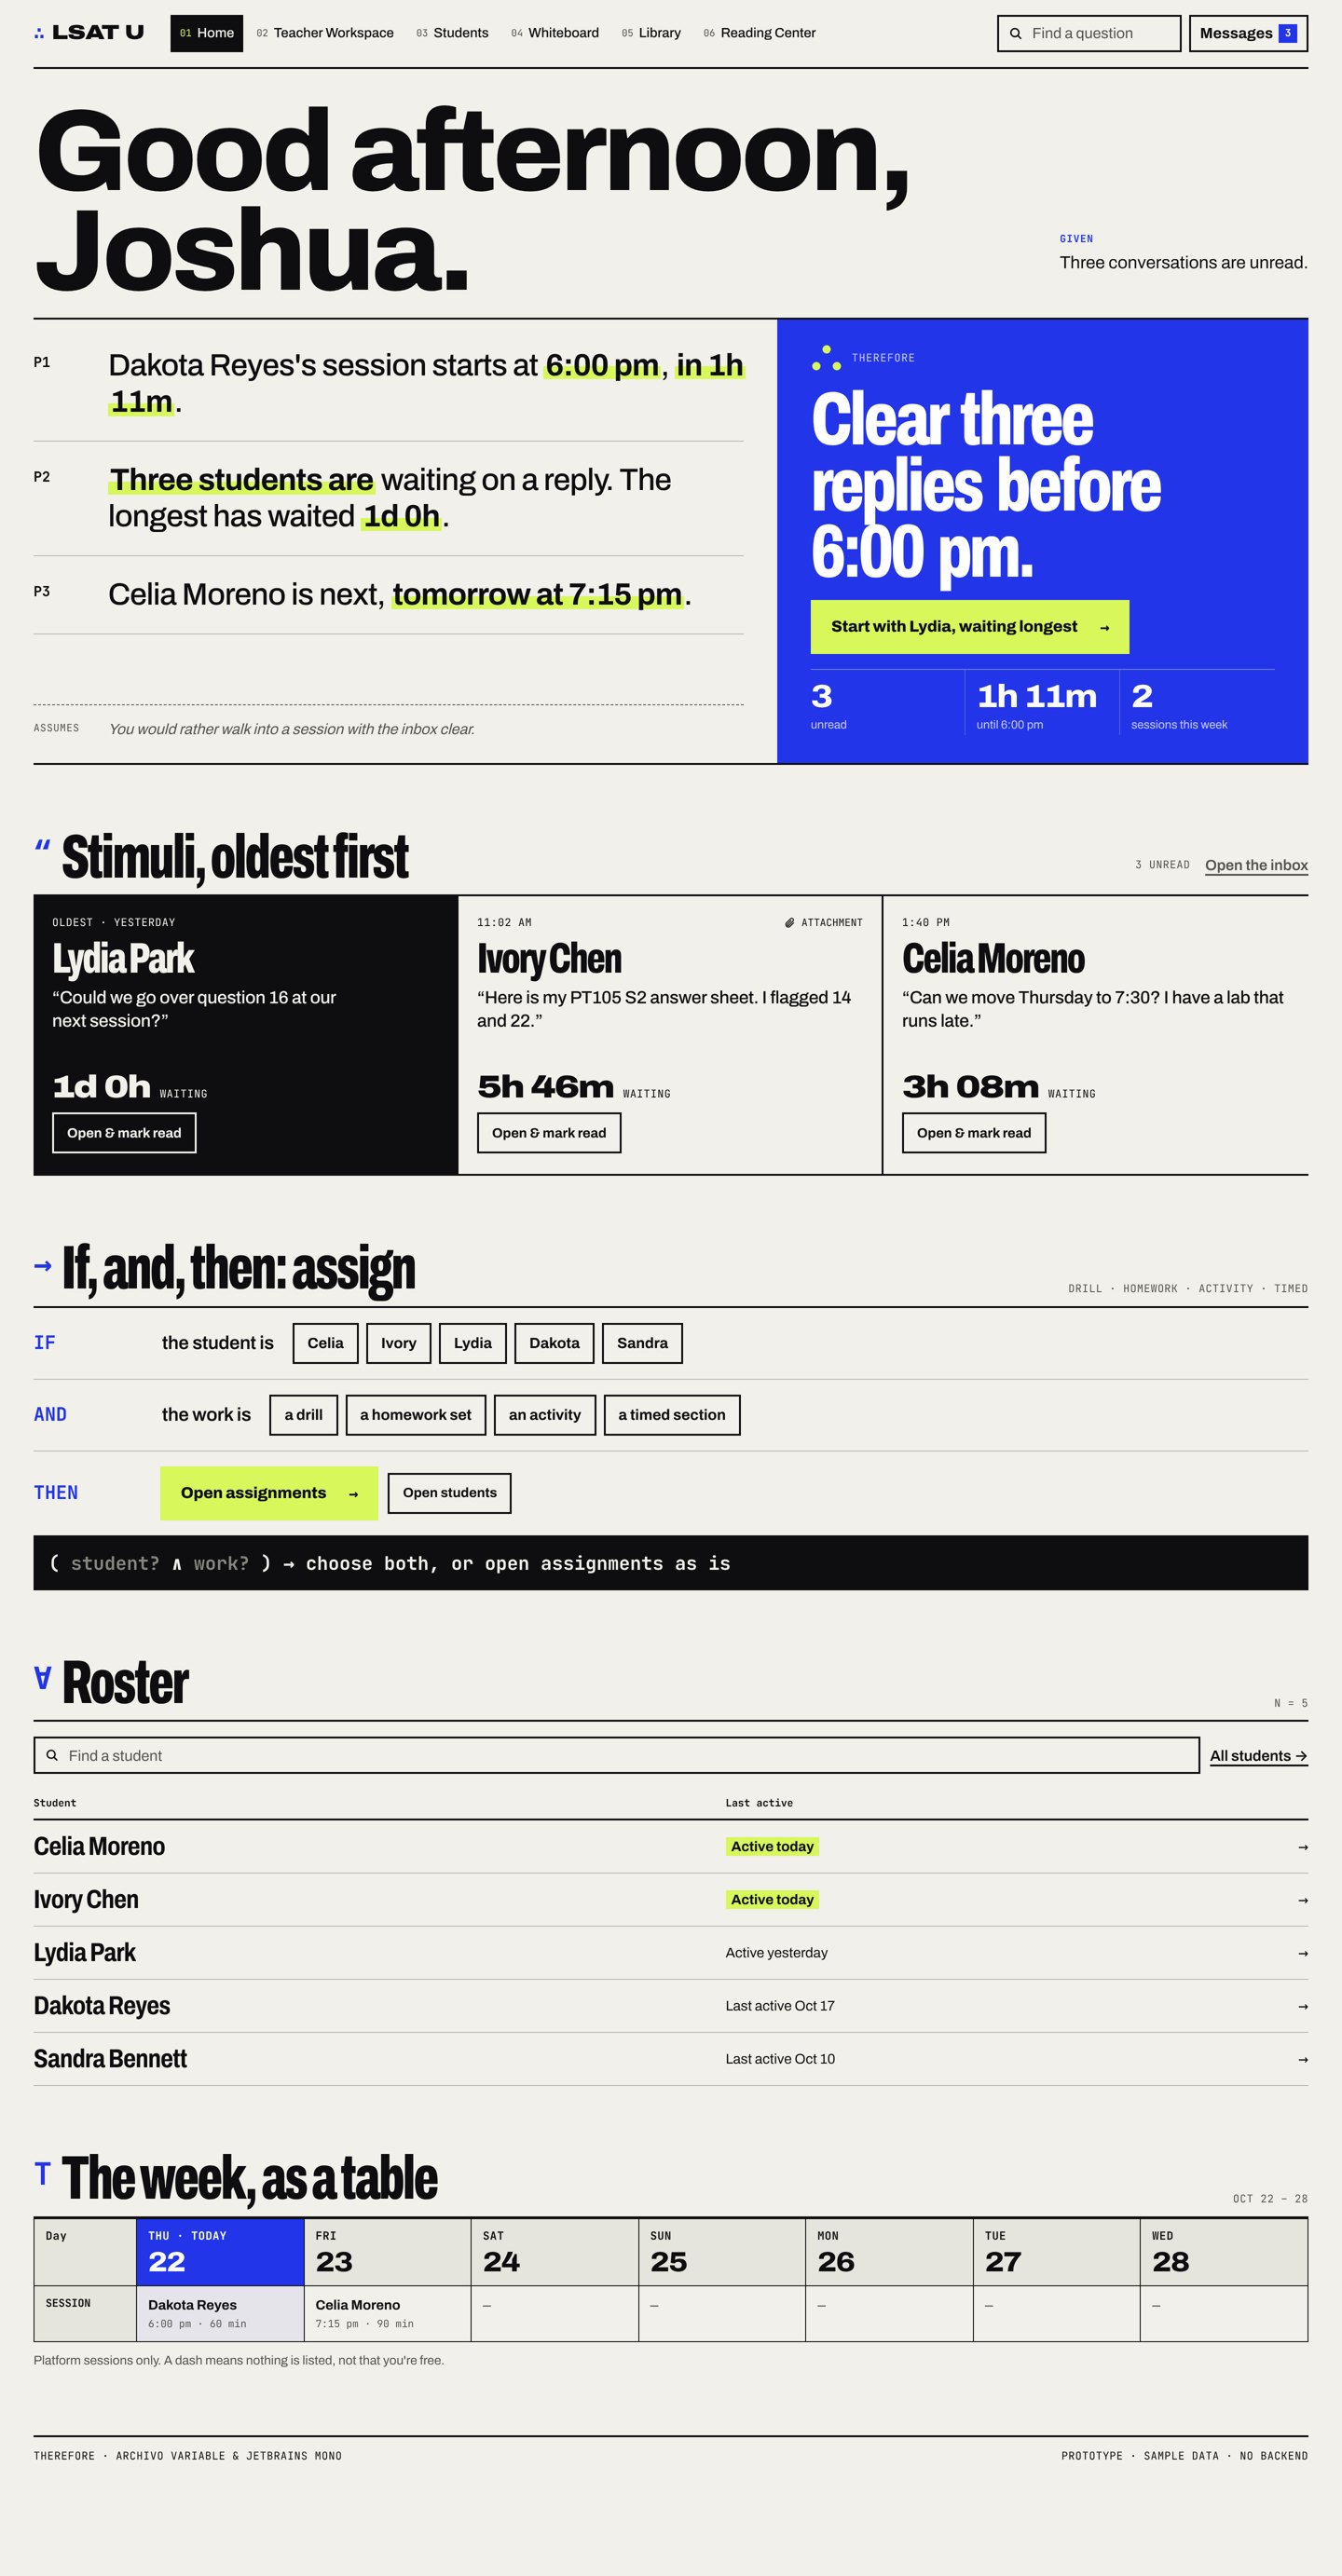 ∴ LSAT U
01 Home
02 Teacher Workspace
03 Students
04 Whiteboard
05 Library
06 Reading Center
Find a question
Messages 3
Good afternoon,
Joshua.
GIVEN
Three conversations are unread.
P1
Dakota Reyes's session starts at 6:00 pm, in 1h
11m.
P2
Three students are waiting on a reply. The
longest has waited 1d 0h.
P3
Celia Moreno is next, tomorrow at 7:15 pm.
ASSUMES
You would rather walk into a session with the inbox clear.
THEREFORE
Clear three
replies before
6:00 pm.
Start with Lydia, waiting longest →
3
unread
1h 11m
until 6:00 pm
2
sessions this week
“ Stimuli, oldest first
3 UNREAD
Open the inbox
OLDEST · YESTERDAY
Lydia Park
“Could we go over question 16 at our
next session?”
1d 0h WAITING
Open & mark read
11:02 AM
ATTACHMENT
Ivory Chen
“Here is my PT105 S2 answer sheet. I flagged 14
and 22.”
5h 46m WAITING
Open & mark read
1:40 PM
Celia Moreno
“Can we move Thursday to 7:30? I have a lab that
runs late.”
3h 08m WAITING
Open & mark read
→ If, and, then: assign
DRILL · HOMEWORK · ACTIVITY · TIMED
IF
the student is
Celia
Ivory
Lydia
Dakota
Sandra
AND
the work is
a drill
a homework set
an activity
a timed section
THEN
Open assignments →
Open students
( student? ∧ work? ) → choose both, or open assignments as is
∀ Roster
N = 5
Find a student
All students →
Student
Last active
Celia Moreno
Active today
→
Ivory Chen
Active today
→
Lydia Park
Active yesterday
→
Dakota Reyes
Last active Oct 17
→
Sandra Bennett
Last active Oct 10
→
T The week, as a table
OCT 22 – 28
Day
THU · TODAY
22
FRI
23
SAT
24
SUN
25
MON
26
TUE
27
WED
28
SESSION
Dakota Reyes
6:00 pm · 60 min
Celia Moreno
7:15 pm · 90 min
—
—
—
—
—
Platform sessions only. A dash means nothing is listed, not that you're free.
THEREFORE · ARCHIVO VARIABLE & JETBRAINS MONO
PROTOTYPE · SAMPLE DATA · NO BACKEND